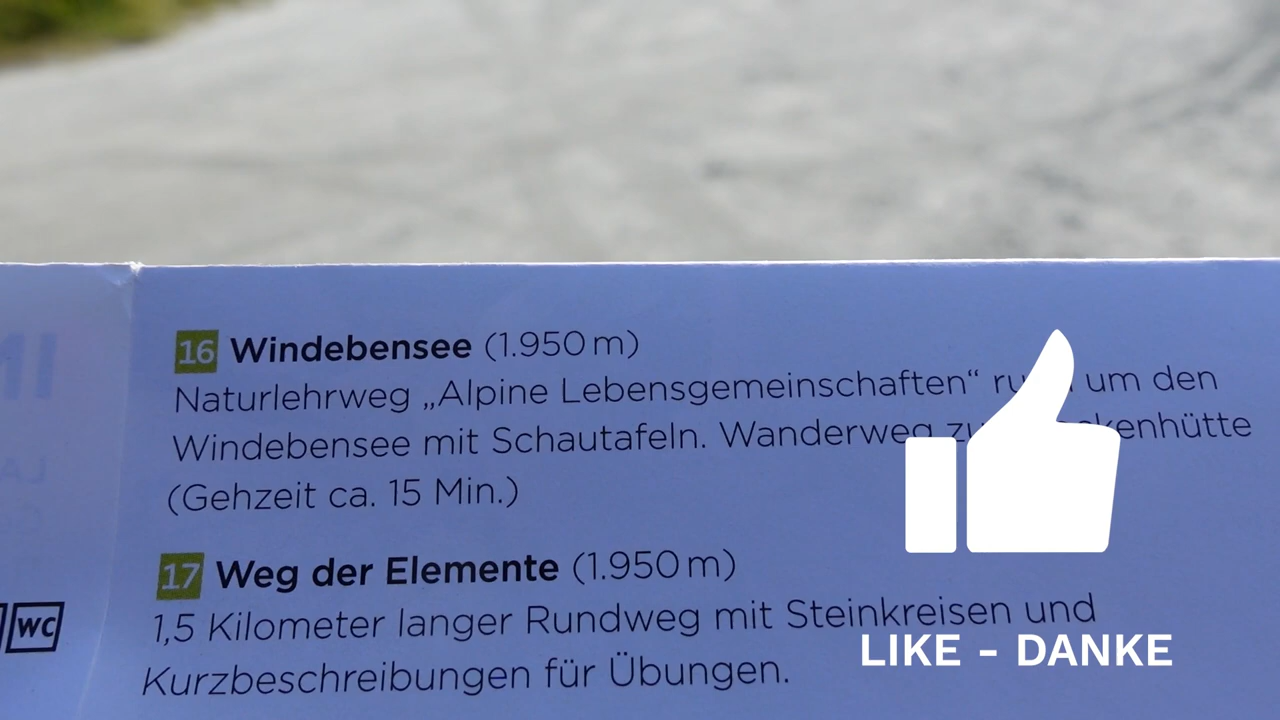 16 Windebensee (1.950 m)
Naturlehrweg „Alpine Lebensgemeinschaften“ um den
Windebensee mit Schautafeln. Wanderweg
(Gehzeit ca. 15 Min.)
17 Weg der Elemente (1.950 m)
1,5 Kilometer langer Rundweg mit Steinkreisen und
WC
Kurzbeschreibungen für Übungen.
LIKE - DANKE